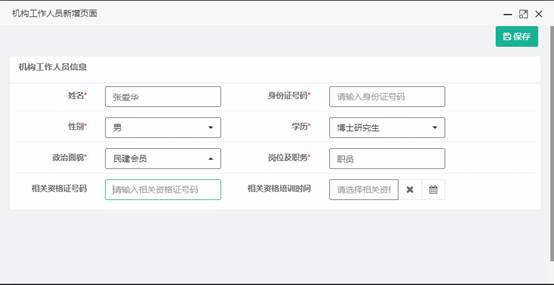 机构工作人员新增页面
保存
机构工作人员信息
姓名* 张爱华 身份证号码* 请输入身份证号码
性别* 男 学历* 博士研究生
政治面貌* 民建会员 岗位及职务* 职员
相关资格证号码 请输入相关资格证号码 相关资格培训时间 请选择相关资